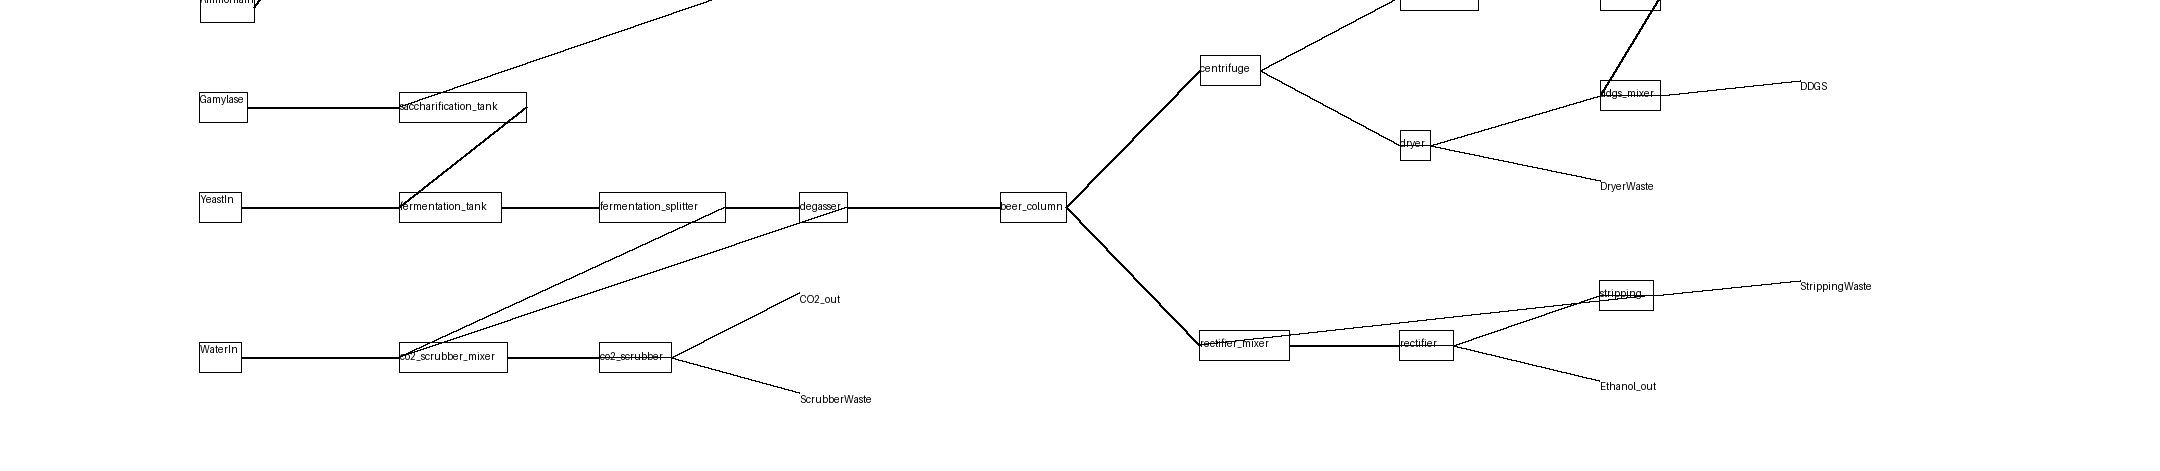 centrifuge
ddgs_mixer
DDGS
Gamylase
saccharification_tank
dryer
DryerWaste
YeastIn
fermentation_tank
fermentation_splitter
degasser
beer_column
CO2_out
stripping
StrippingWaste
WaterIn
co2_scrubber_mixer
co2_scrubber
rectifier_mixer
rectifier
ScrubberWaste
Ethanol_out